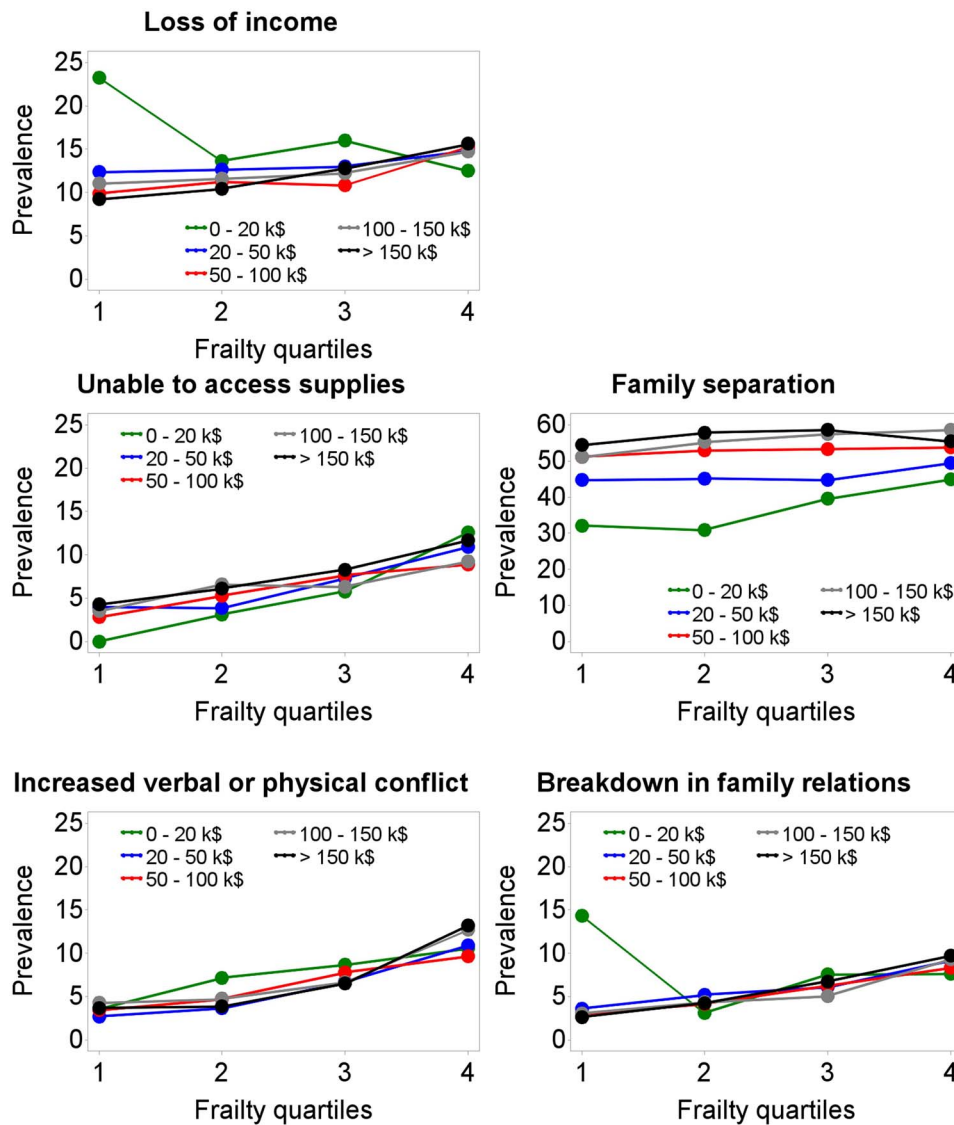 Loss of income
25
20
15
10
5
0
Prevalence
0 - 20 k$ 100 - 150 k$
20 - 50 k$ > 150 k$
50 - 100 k$
1 2 3 4
Frailty quartiles
Unable to access supplies
25
20
15
10
5
0
Prevalence
0 - 20 k$ 100 - 150 k$
20 - 50 k$ > 150 k$
50 - 100 k$
1 2 3 4
Frailty quartiles
Family separation
60
50
40
30
20
10
0
Prevalence
0 - 20 k$ 100 - 150 k$
20 - 50 k$ > 150 k$
50 - 100 k$
1 2 3 4
Frailty quartiles
Increased verbal or physical conflict
25
20
15
10
5
0
Prevalence
0 - 20 k$ 100 - 150 k$
20 - 50 k$ > 150 k$
50 - 100 k$
1 2 3 4
Frailty quartiles
Breakdown in family relations
25
20
15
10
5
0
Prevalence
0 - 20 k$ 100 - 150 k$
20 - 50 k$ > 150 k$
50 - 100 k$
1 2 3 4
Frailty quartiles